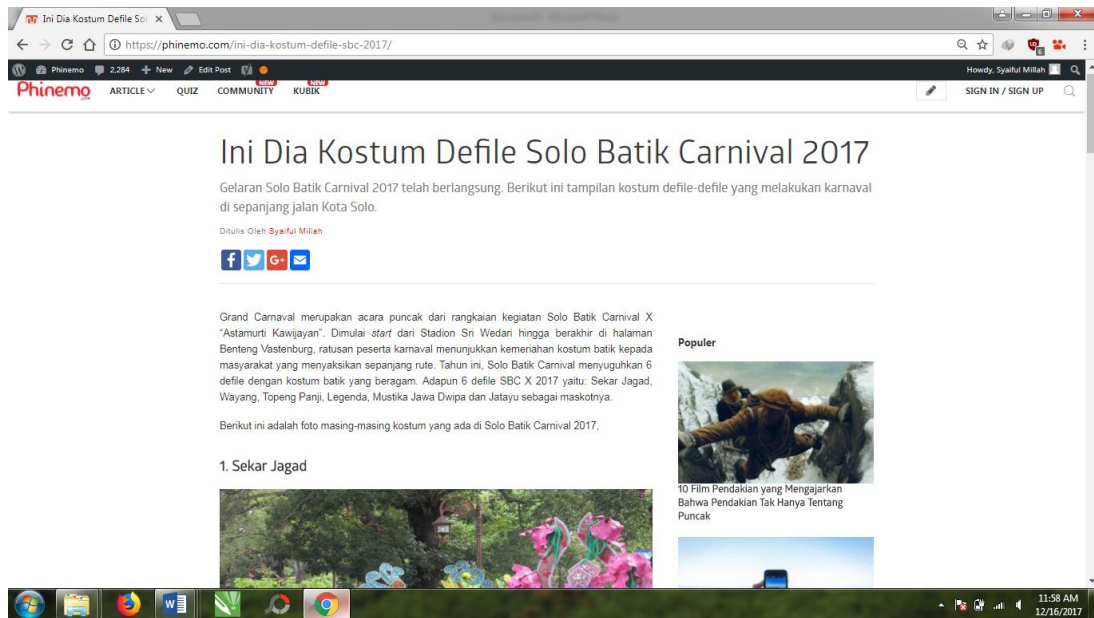 Ini Dia Kostum Defile Sol
https://phinemo.com/ini-dia-kostum-defile-sbc-2017/
6
Phinemo 2,284 New Edit Post
Howdy, Syaiful Millah
Phinemo
ARTICLE QUIZ COMMUNITY NEW KUBIK NEW
SIGN IN / SIGN UP
Ini Dia Kostum Defile Solo Batik Carnival 2017
Gelaran Solo Batik Carnival 2017 telah berlangsung. Berikut ini tampilan kostum defile-defile yang melakukan karnaval
di sepanjang jalan Kota Solo.
Ditulis Oleh Syaiful Millah
Grand Carnaval merupakan acara puncak dari rangkaian kegiatan Solo Batik Carnival X
“Astamurti Kawijayan”. Dimulai start dari Stadion Sri Wedari hingga berakhir di halaman
Benteng Vastenburg, ratusan peserta karnaval menunjukkan kemeriahan kostum batik kepada
masyarakat yang menyaksikan sepanjang rute. Tahun ini, Solo Batik Carnival menyuguhkan 6
defile dengan kostum batik yang beragam. Adapun 6 defile SBC X 2017 yaitu: Sekar Jagad,
Wayang, Topeng Panji, Legenda, Mustika Jawa Dwipa dan Jatayu sebagai maskotnya.
Berikut ini adalah foto masing-masing kostum yang ada di Solo Batik Carnival 2017,
1. Sekar Jagad
Populer
10 Film Pendakian yang Mengajarkan
Bahwa Pendakian Tak Hanya Tentang
Puncak
11:58 AM
12/16/2017